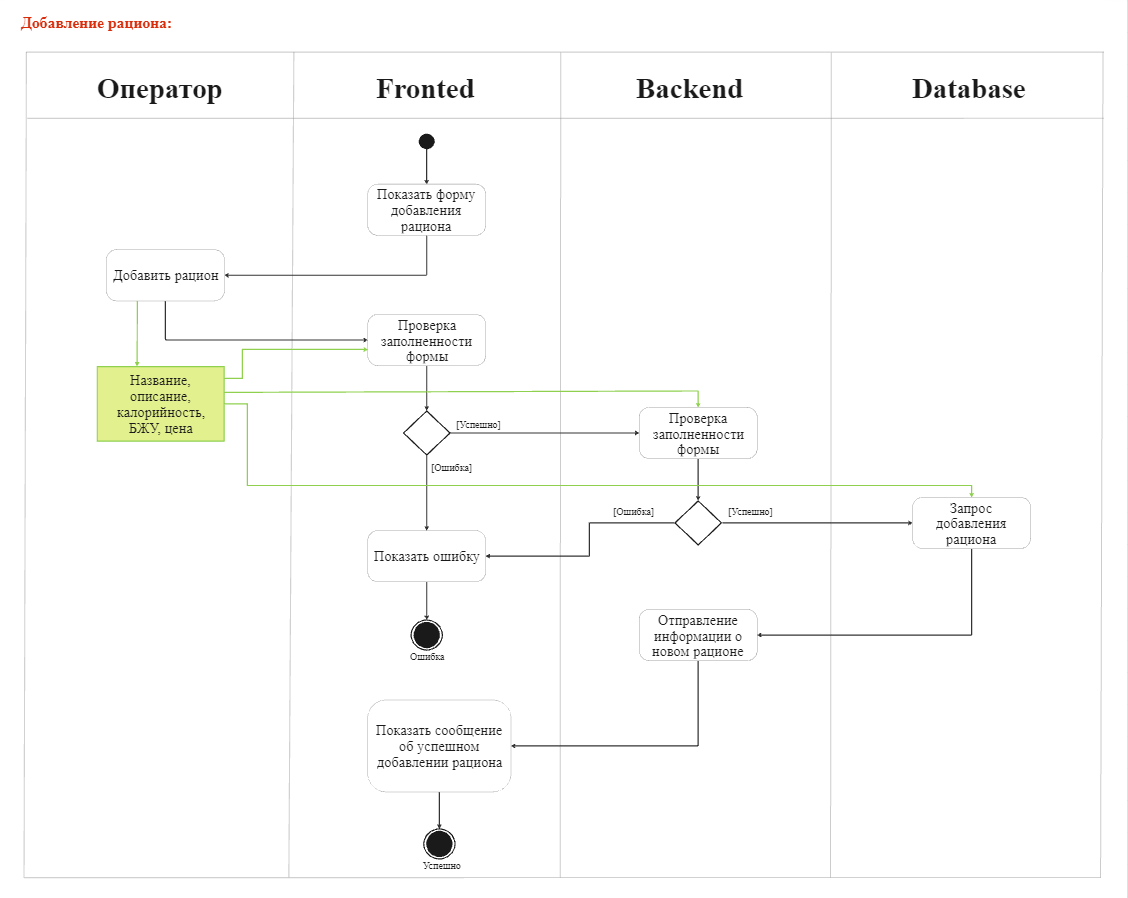 Добавление рациона:
Оператор
Fronted
Backend
Database
Показать форму
добавления
рациона
Добавить рацион
Проверка
заполненности
формы
Название,
описание,
калорийность,
БЖУ, цена
[Успешно]
Проверка
заполненности
формы
[Ошибка]
[Ошибка]
[Успешно]
Запрос
добавления
рациона
Показать ошибку
Отправление
информации о
новом рационе
Ошибка
Показать сообщение
об успешном
добавлении рациона
Успешно